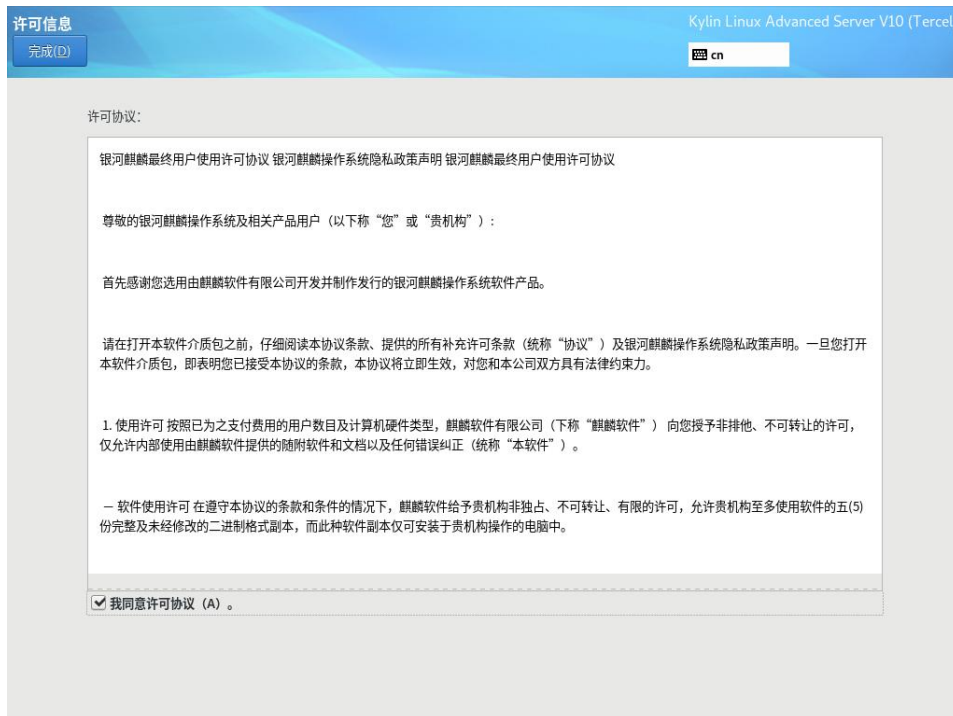 许可信息
Kylin Linux Advanced Server V10 (Tercel
完成(D)
cn
许可协议：
银河麒麟最终用户使用许可协议 银河麒麟操作系统隐私政策声明 银河麒麟最终用户使用许可协议
尊敬的银河麒麟操作系统及相关产品用户（以下称“您”或“贵机构”）:
首先感谢您选用由麒麟软件有限公司开发并制作发行的银河麒麟操作系统软件产品。
请在打开本软件介质包之前，仔细阅读本协议条款、提供的所有补充许可条款（统称“协议”）及银河麒麟操作系统隐私政策声明。一旦您打开
本软件介质包，即表明您已接受本协议的条款，本协议将立即生效，对您和本公司双方具有法律约束力。
1. 使用许可 按照已为之支付费用的用户数目及计算机硬件类型，麒麟软件有限公司（下称“麒麟软件”） 向您授予非排他、不可转让的许可，
仅允许内部使用由麒麟软件提供的随附软件和文档以及任何错误纠正（统称“本软件”）。
－ 软件使用许可 在遵守本协议的条款和条件的情况下，麒麟软件给予贵机构非独占、不可转让、有限的许可，允许贵机构至多使用软件的五(5)
份完整及未经修改的二进制格式副本，而此种软件副本仅可安装于贵机构操作的电脑中。
我同意许可协议（A）。